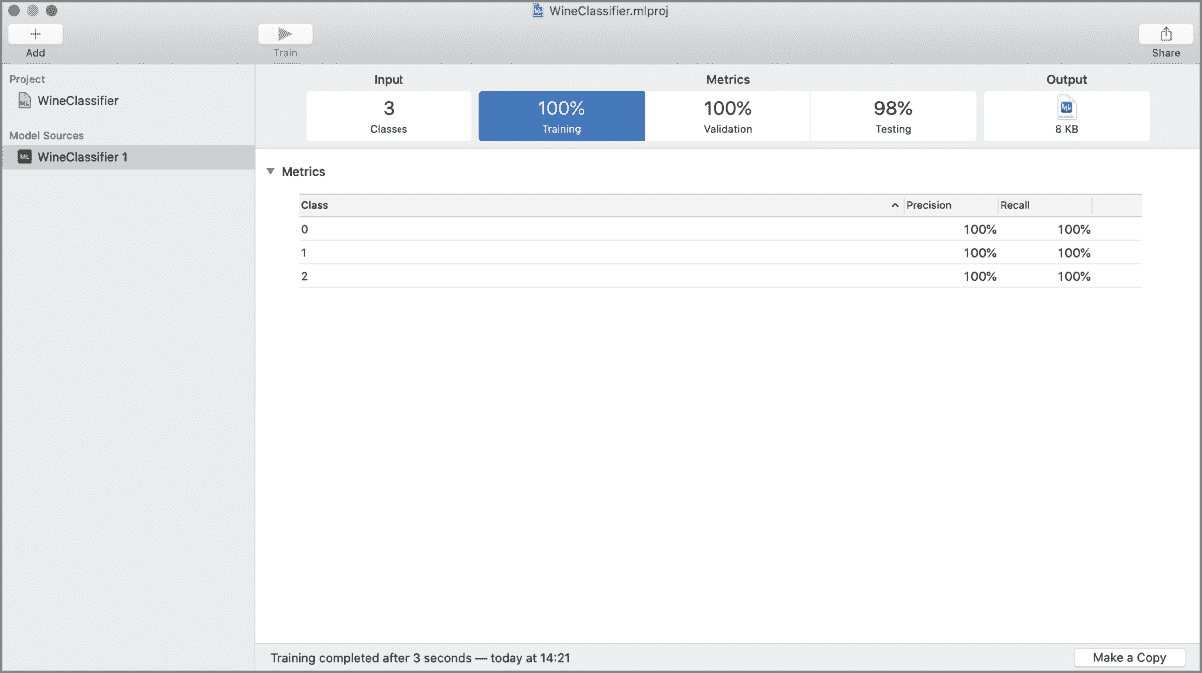 WineClassifier.mlproj
Add
Train
Share
Project
WineClassifier
Model Sources
ML WineClassifier 1
Input
Metrics
Output
3
100%
100%
98%
Classes
Training
Validation
Testing
8 KB
Metrics
Class Precision Recall
0 100% 100%
1 100% 100%
2 100% 100%
Training completed after 3 seconds — today at 14:21
Make a Copy